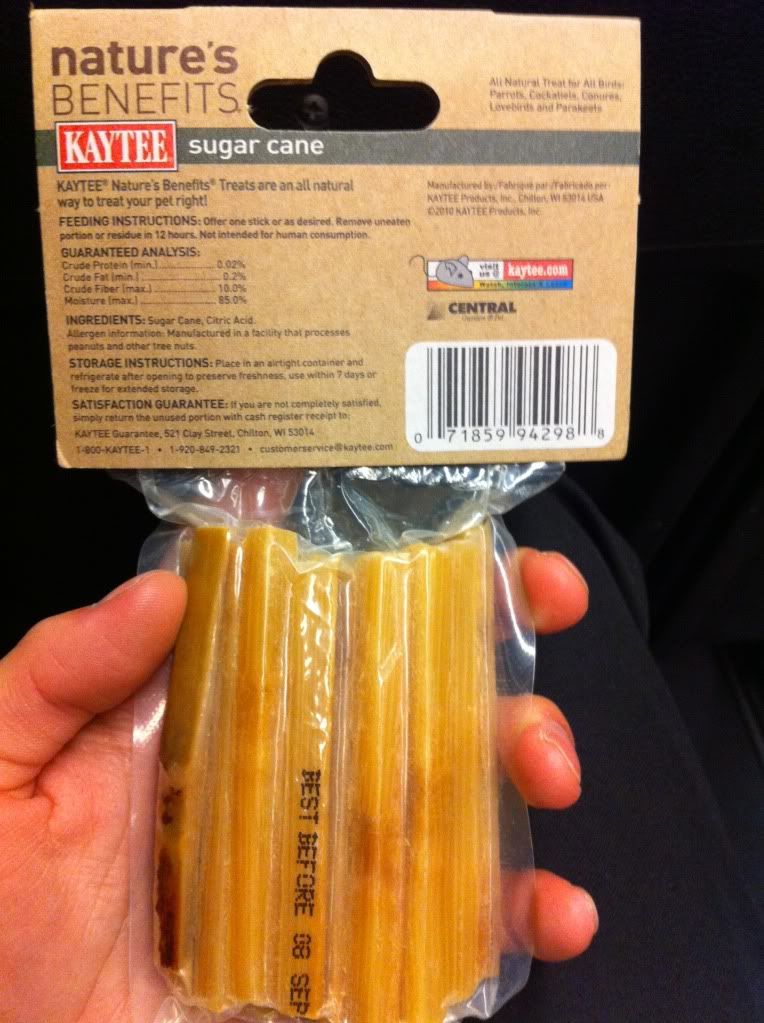 nature's
BENEFITS®
All Natural Treat for All Birds:
Parrots, Cockatiels, Conures,
Lovebirds and Parakeets
KAYTEE sugar cane
KAYTEE® Nature's Benefits® Treats are an all natural
way to treat your pet right!
Manufactured by/Fabriqué par/Fabricado por:
KAYTEE Products, Inc., Chilton, WI 53014 USA
©2010 KAYTEE Products, Inc.
FEEDING INSTRUCTIONS: Offer one stick or as desired. Remove uneaten
portion or residue in 12 hours. Not intended for human consumption.
GUARANTEED ANALYSIS:
Crude Protein (min.) 0.02%
Crude Fat (min.) 0.2%
Crude Fiber (max.) 10.0%
Moisture (max.) 85.0%
visit
us @ kaytee.com
Watch, Interact & Learn
CENTRAL
Garden & Pet
INGREDIENTS: Sugar Cane, Citric Acid.
Allergen information: Manufactured in a facility that processes
peanuts and other tree nuts.
STORAGE INSTRUCTIONS: Place in an airtight container and
refrigerate after opening to preserve freshness, use within 7 days or
freeze for extended storage.
SATISFACTION GUARANTEE: If you are not completely satisfied,
simply return the unused portion with cash register receipt to:
KAYTEE Guarantee, 521 Clay Street, Chilton, WI 53014
1-800-KAYTEE-1 • 1-920-849-2321 • customerservice@kaytee.com
0 71859 94298 8
BEST BEFORE 08 SEP